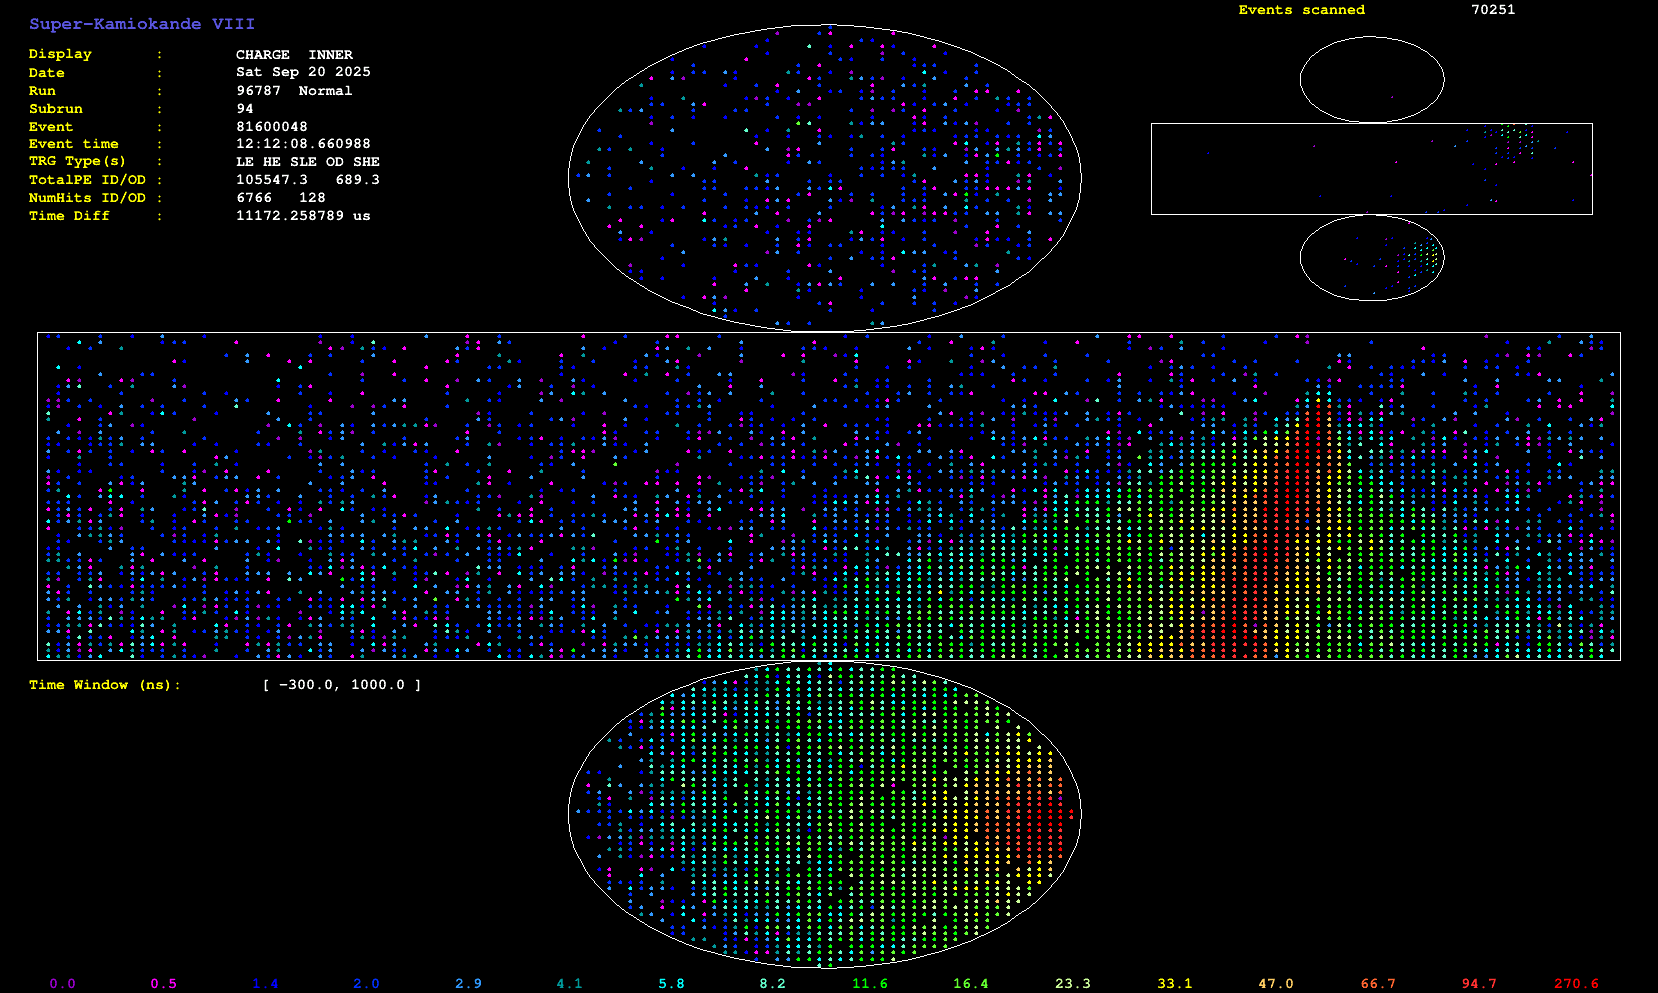 Super-Kamiokande VIII
Events scanned 70251
Display : CHARGE INNER
Date : Sat Sep 20 2025
Run : 96787 Normal
Subrun : 94
Event : 81600048
Event time : 12:12:08.660988
TRG Type(s) : LE HE SLE OD SHE
TotalPE ID/OD : 105547.3 689.3
NumHits ID/OD : 6766 128
Time Diff : 11172.258789 us
Time Window (ns): [ -300.0, 1000.0 ]
0.0 0.5 1.4 2.0 2.9 4.1 5.8 8.2 11.6 16.4 23.3 33.1 47.0 66.7 94.7 270.6